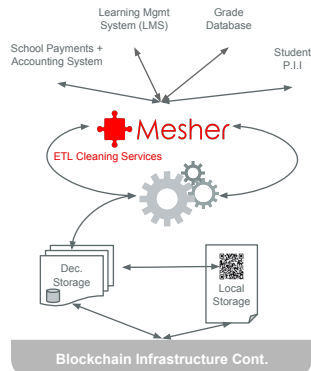 Learning Mgmt
System (LMS)
Grade
Database
School Payments +
Accounting System
Student
P.I.I
Mesher
ETL Cleaning Services
Dec.
Storage
Local
Storage
Blockchain Infrastructure Cont.